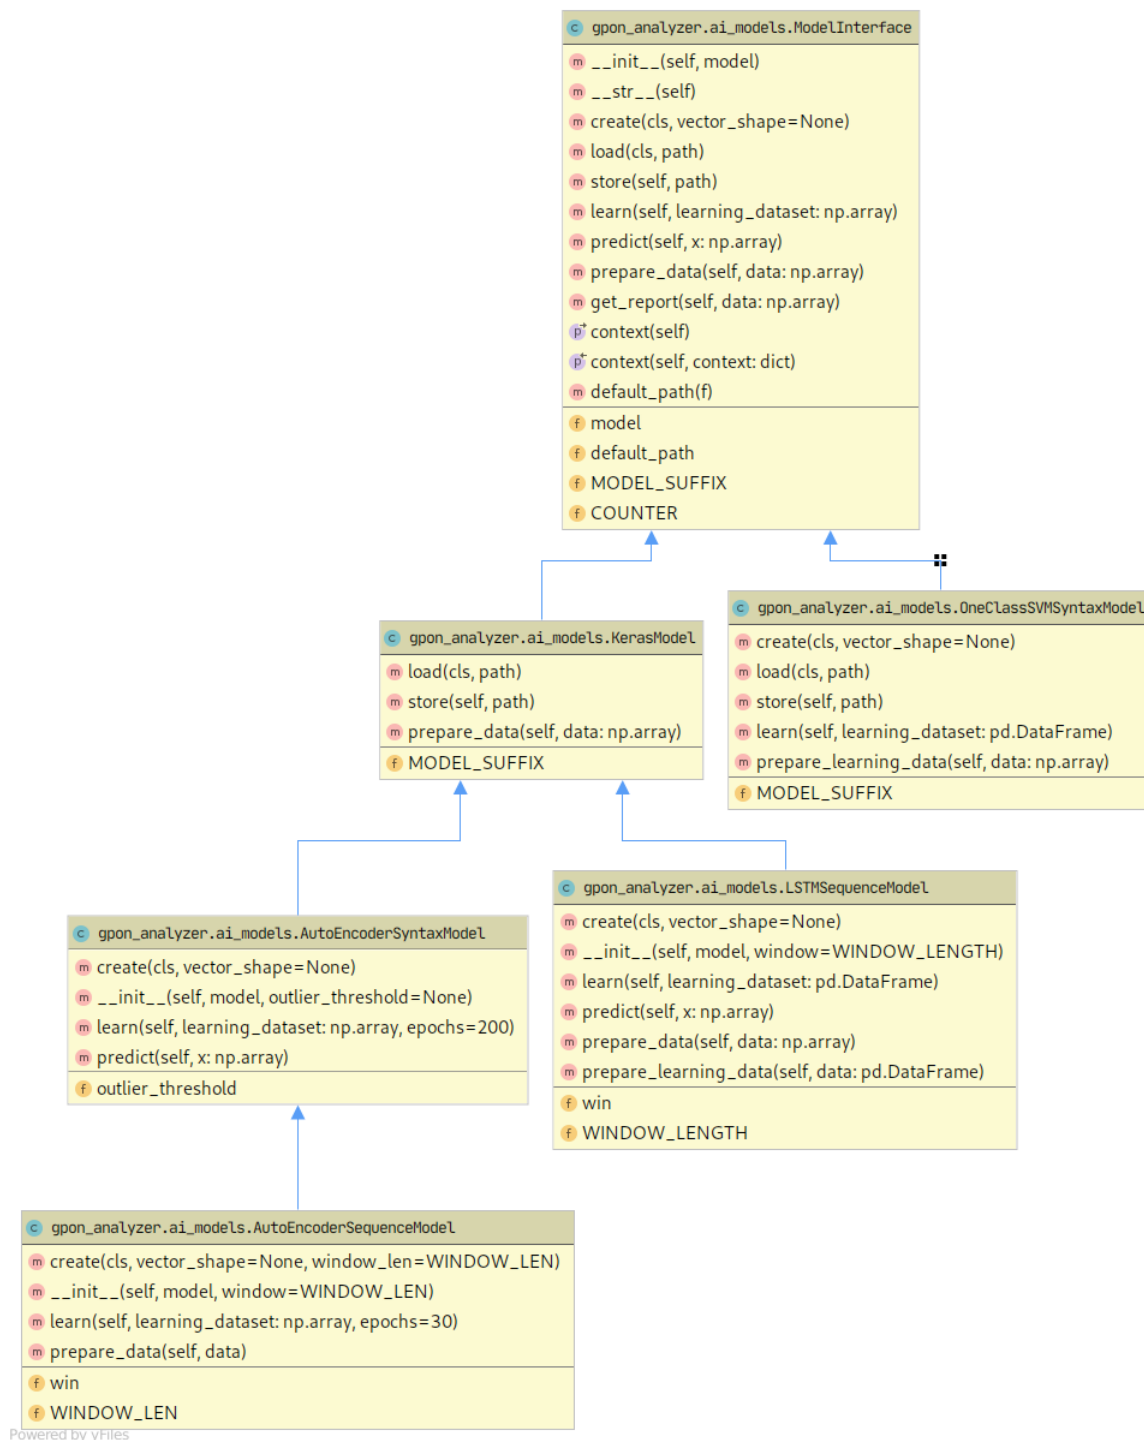 gpon_analyzer.ai_models.ModelInterface
__init__(self, model)
__str__(self)
create(cls, vector_shape=None)
load(cls, path)
store(self, path)
learn(self, learning_dataset: np.array)
predict(self, x: np.array)
prepare_data(self, data: np.array)
get_report(self, data: np.array)
context(self)
context(self, context: dict)
default_path(f)
model
default_path
MODEL_SUFFIX
COUNTER
gpon_analyzer.ai_models.KerasModel
load(cls, path)
store(self, path)
prepare_data(self, data: np.array)
MODEL_SUFFIX
gpon_analyzer.ai_models.OneClassSVMSyntaxModel
create(cls, vector_shape=None)
load(cls, path)
store(self, path)
learn(self, learning_dataset: pd.DataFrame)
prepare_learning_data(self, data: np.array)
MODEL_SUFFIX
gpon_analyzer.ai_models.AutoEncoderSyntaxModel
create(cls, vector_shape=None)
__init__(self, model, outlier_threshold=None)
learn(self, learning_dataset: np.array, epochs=200)
predict(self, x: np.array)
outlier_threshold
gpon_analyzer.ai_models.LSTMSequenceModel
create(cls, vector_shape=None)
__init__(self, model, window=WINDOW_LENGTH)
learn(self, learning_dataset: pd.DataFrame)
predict(self, x: np.array)
prepare_data(self, data: np.array)
prepare_learning_data(self, data: pd.DataFrame)
win
WINDOW_LENGTH
gpon_analyzer.ai_models.AutoEncoderSequenceModel
create(cls, vector_shape=None, window_len=WINDOW_LEN)
__init__(self, model, window=WINDOW_LEN)
learn(self, learning_dataset: np.array, epochs=30)
prepare_data(self, data)
win
WINDOW_LEN
Powered by yFiles